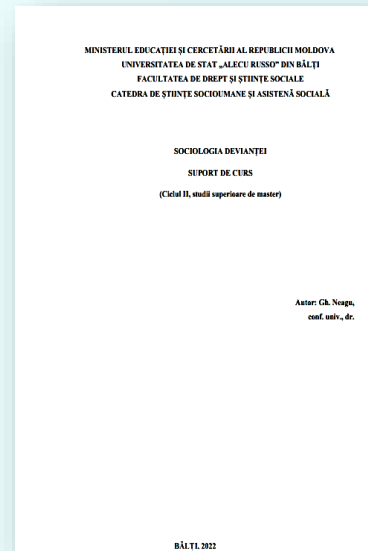 MINISTERUL EDUCAȚIEI ȘI CERCETĂRII AL REPUBLICII MOLDOVA
UNIVERSITATEA DE STAT „ALECU RUSSO” DIN BĂLȚI
FACULTATEA DE DREPT ȘI ȘTIINȚE SOCIALE
CATEDRA DE ȘTIINȚE SOCIOUMANE ȘI ASISTENĂ SOCIALĂ
SOCIOLOGIA DEVIANȚEI
SUPORT DE CURS
(Ciclul II, studii superioare de master)
Autor: Gh. Neagu,
conf. univ., dr.
BĂLȚI, 2022